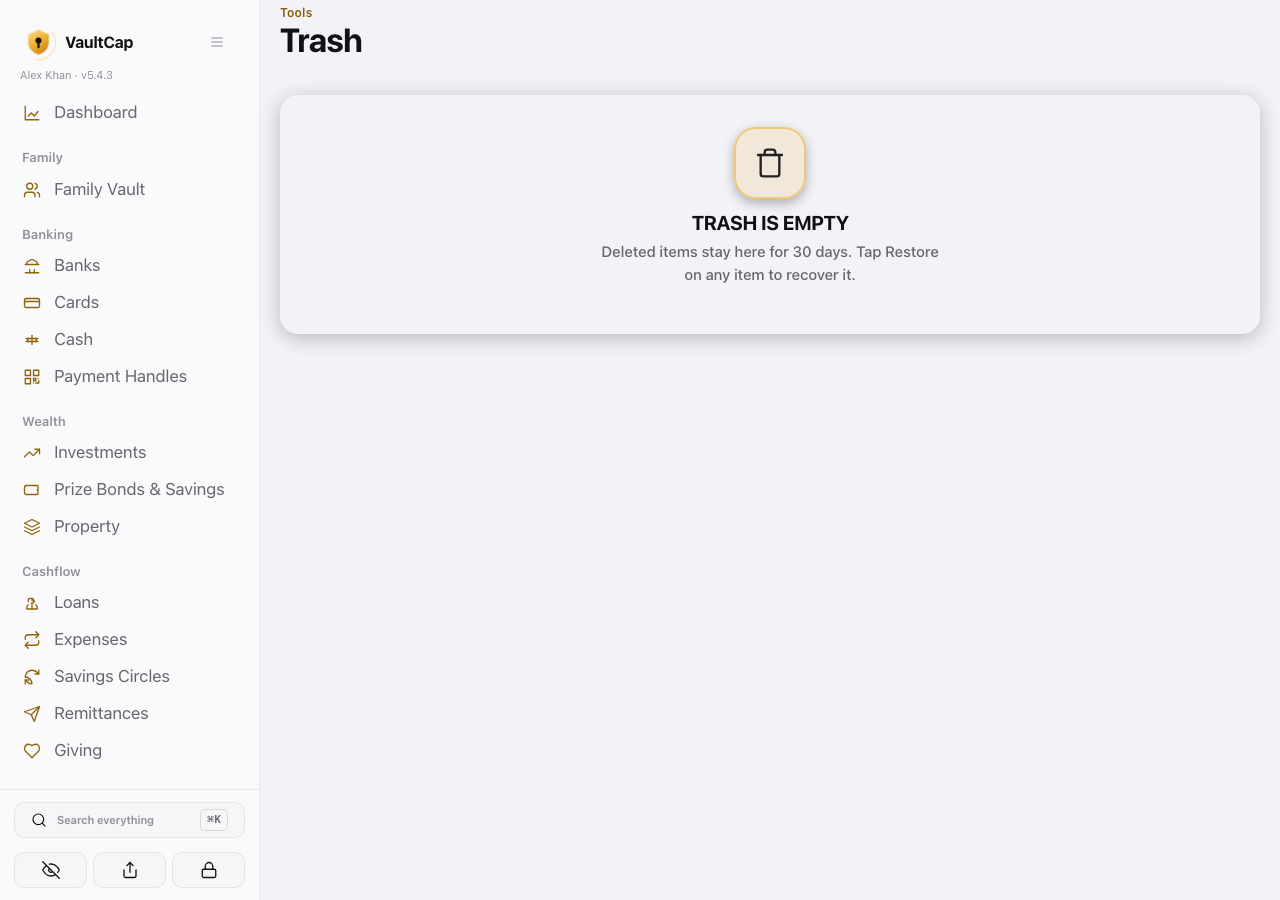 VaultCap
Alex Khan · v5.4.3
Dashboard
Family
Family Vault
Banking
Banks
Cards
Cash
Payment Handles
Wealth
Investments
Prize Bonds & Savings
Property
Cashflow
Loans
Expenses
Savings Circles
Remittances
Giving
Search everything
⌘K
Tools
Trash
TRASH IS EMPTY
Deleted items stay here for 30 days. Tap Restore
on any item to recover it.